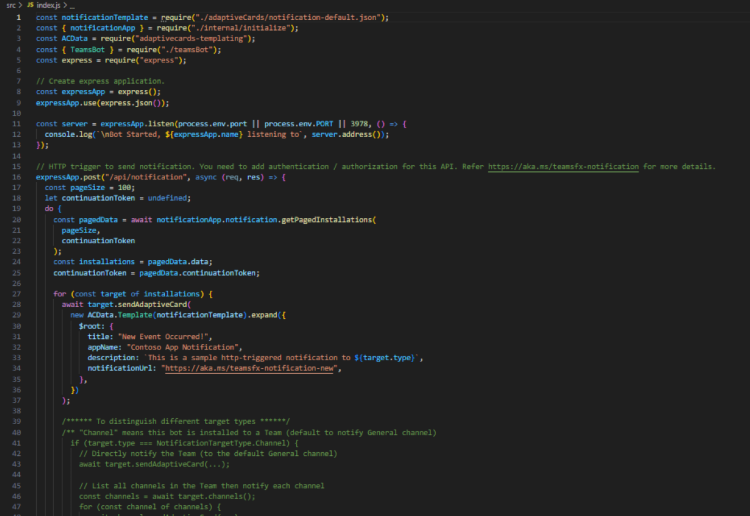 src > JS index.js > ...
1 const notificationTemplate = require("./adaptiveCards/notification-default.json");
2 const { notificationApp } = require("./internal/initialize");
3 const ACData = require("adaptivecards-templating");
4 const { TeamsBot } = require("./teamsBot");
5 const express = require("express");
6
7 // Create express application.
8 const expressApp = express();
9 expressApp.use(express.json());
10
11 const server = expressApp.listen(process.env.port || process.env.PORT || 3978, () => {
12 console.log(`\nBot Started, ${expressApp.name} listening to`, server.address());
13 });
14
15 // HTTP trigger to send notification. You need to add authentication / authorization for this API. Refer https://aka.ms/teamsfx-notification for more details.
16 expressApp.post("/api/notification", async (req, res) => {
17 const pageSize = 100;
18 let continuationToken = undefined;
19 do {
20 const pagedData = await notificationApp.notification.getPagedInstallations(
21 pageSize,
22 continuationToken
23 );
24 const installations = pagedData.data;
25 continuationToken = pagedData.continuationToken;
26
27 for (const target of installations) {
28 await target.sendAdaptiveCard(
29 new ACData.Template(notificationTemplate).expand({
30 $root: {
31 title: "New Event Occurred!",
32 appName: "Contoso App Notification",
33 description: `This is a sample http-triggered notification to ${target.type}`,
34 notificationUrl: "https://aka.ms/teamsfx-notification-new",
35 },
36 })
37 );
38
39 /****** To distinguish different target types ******/
40 /** "Channel" means this bot is installed to a Team (default to notify General channel)
41 if (target.type === NotificationTargetType.Channel) {
42 // Directly notify the Team (to the default General channel)
43 await target.sendAdaptiveCard(...);
44
45 // List all channels in the Team then notify each channel
46 const channels = await target.channels();
47 for (const channel of channels) {